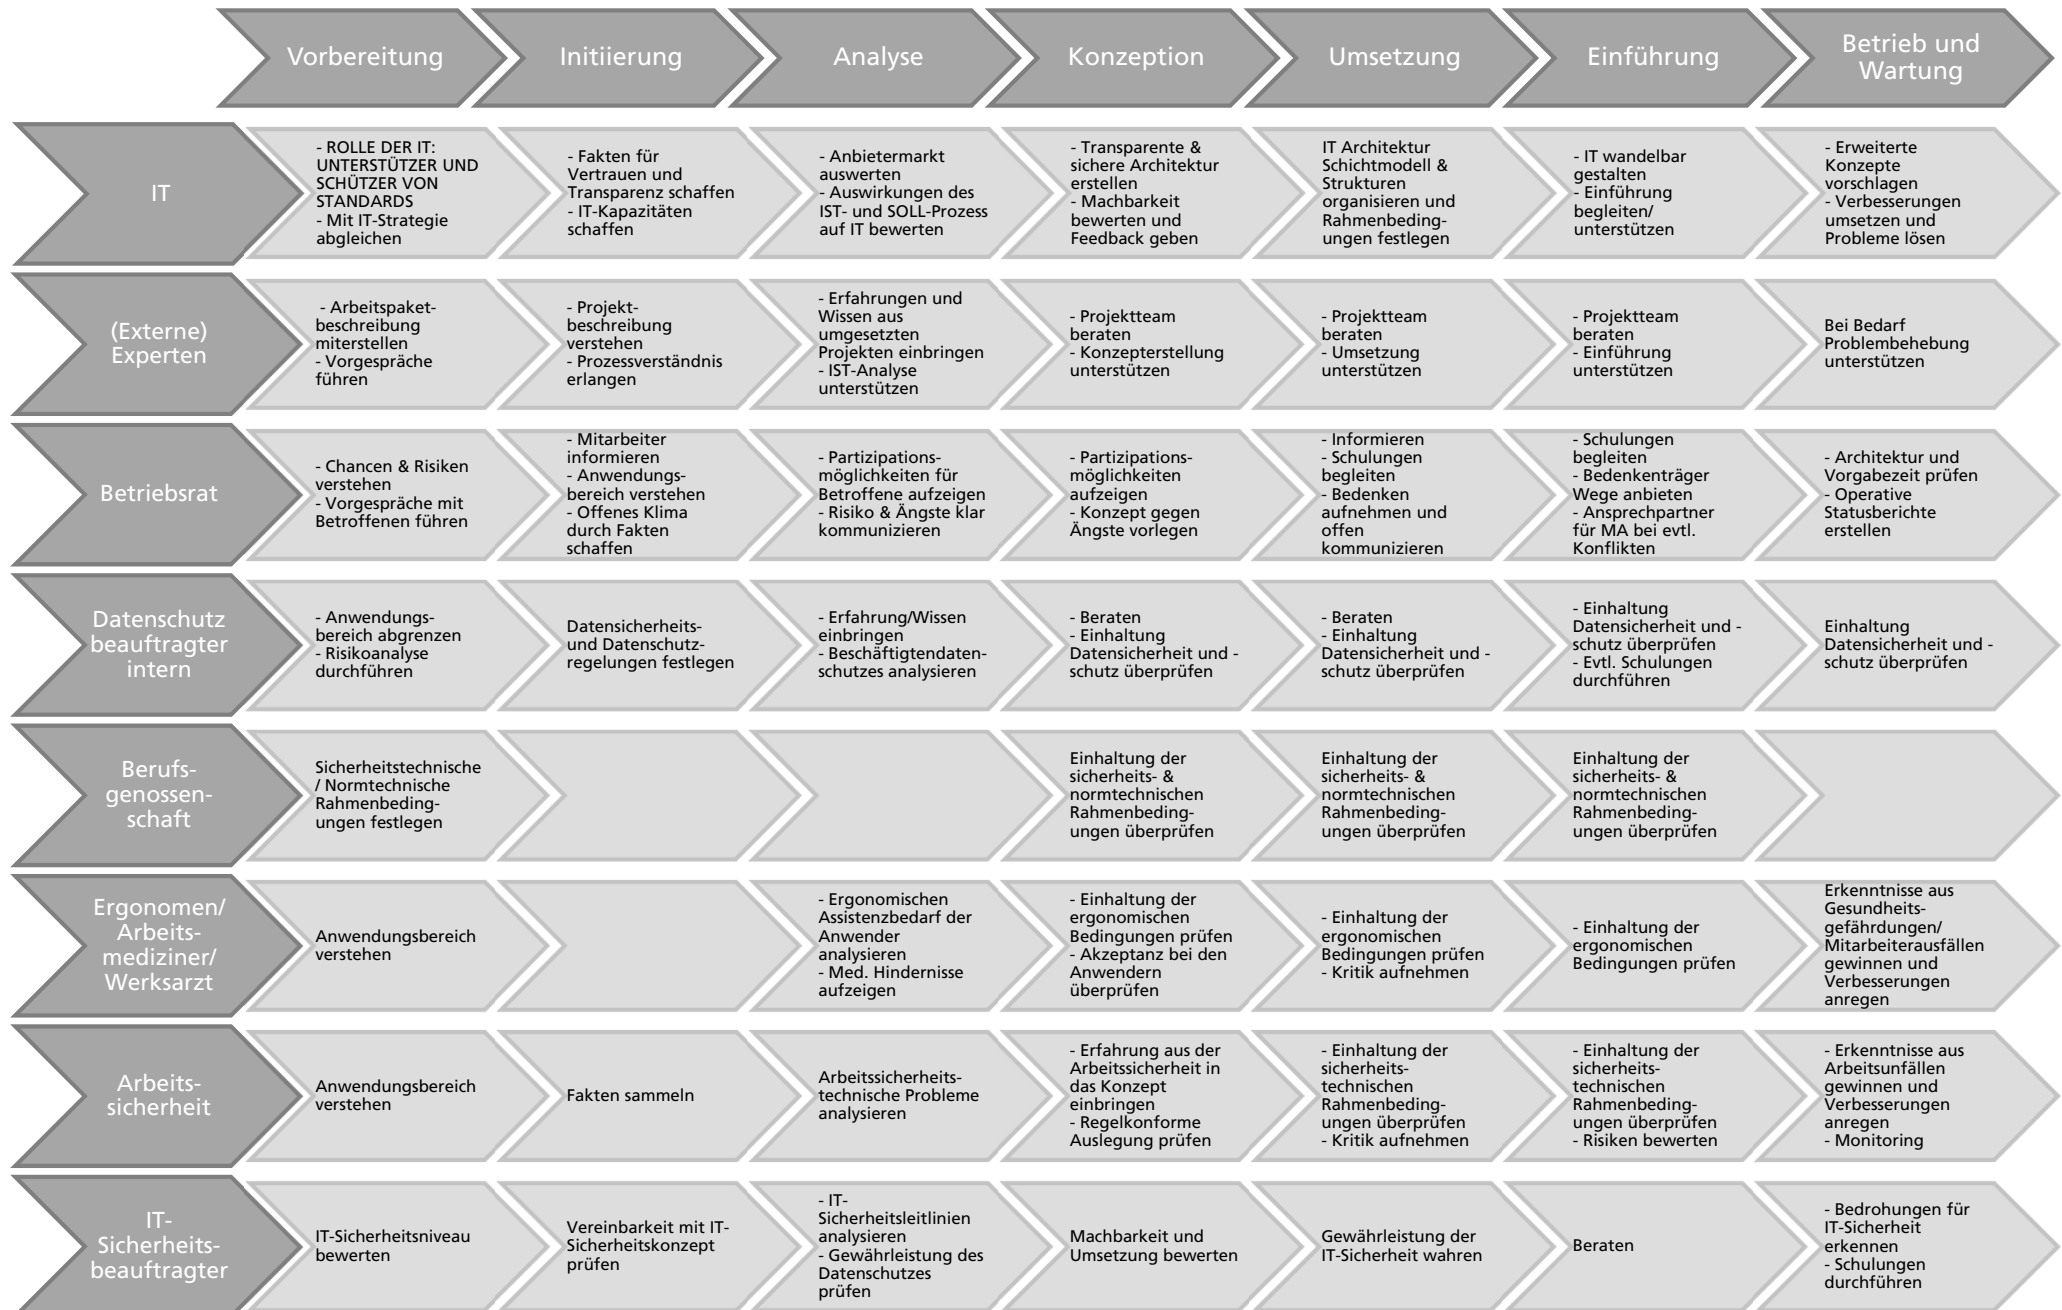 Vorbereitung
Initiierung
Analyse
Konzeption
Umsetzung
Einführung
Betrieb und
Wartung
IT
- ROLLE DER IT:
UNTERSTÜTZER UND
SCHÜTZER VON
STANDARDS
- Mit IT-Strategie
abgleichen
- Fakten für
Vertrauen und
Transparenz schaffen
- IT-Kapazitäten
schaffen
- Anbietermarkt
auswerten
- Auswirkungen des
IST- und SOLL-Prozess
auf IT bewerten
- Transparente &
sichere Architektur
erstellen
- Machbarkeit
bewerten und
Feedback geben
IT Architektur
Schichtmodell &
Strukturen
organisieren und
Rahmenbeding-
ungen festlegen
- IT wandelbar
gestalten
- Einführung
begleiten/
unterstützen
- Erweiterte
Konzepte
vorschlagen
- Verbesserungen
umsetzen und
Probleme lösen
(Externe)
Experten
- Arbeitspaket-
beschreibung
miterstellen
- Vorgespräche
führen
- Projekt-
beschreibung
verstehen
- Prozessverständnis
erlangen
- Erfahrungen und
Wissen aus
umgesetzten
Projekten einbringen
- IST-Analyse
unterstützen
- Projektteam
beraten
- Konzepterstellung
unterstützen
- Projektteam
beraten
- Umsetzung
unterstützen
- Projektteam
beraten
- Einführung
unterstützen
Bei Bedarf
Problembehebung
unterstützen
Betriebsrat
- Chancen & Risiken
verstehen
- Vorgespräche mit
Betroffenen führen
- Mitarbeiter
informieren
- Anwendungs-
bereich verstehen
- Offenes Klima
durch Fakten
schaffen
- Partizipations-
möglichkeiten für
Betroffene aufzeigen
- Risiko & Ängste klar
kommunizieren
- Partizipations-
möglichkeiten
aufzeigen
- Konzept gegen
Ängste vorlegen
- Informieren
- Schulungen
begleiten
- Bedenken
aufnehmen und
offen
kommunizieren
- Schulungen
begleiten
- Bedenkenträger
Wege anbieten
- Ansprechpartner
für MA bei evtl.
Konflikten
- Architektur und
Vorgabezeit prüfen
- Operative
Statusberichte
erstellen
Datenschutz
beauftragter
intern
- Anwendungs-
bereich abgrenzen
- Risikoanalyse
durchführen
Datensicherheits-
und Datenschutz-
regelungen festlegen
- Erfahrung/Wissen
einbringen
- Beschäftigtendaten-
schutzes analysieren
- Beraten
- Einhaltung
Datensicherheit und -
schutz überprüfen
- Beraten
- Einhaltung
Datensicherheit und -
schutz überprüfen
- Einhaltung
Datensicherheit und -
schutz überprüfen
- Evtl. Schulungen
durchführen
Einhaltung
Datensicherheit und -
schutz überprüfen
Berufs-
genossen-
schaft
Sicherheitstechnische
/ Normtechnische
Rahmenbeding-
ungen festlegen
Einhaltung der
sicherheits- &
normtechnischen
Rahmenbeding-
ungen überprüfen
Einhaltung der
sicherheits- &
normtechnischen
Rahmenbeding-
ungen überprüfen
Einhaltung der
sicherheits- &
normtechnischen
Rahmenbeding-
ungen überprüfen
Ergonomen/
Arbeits-
mediziner/
Werksarzt
Anwendungsbereich
verstehen
- Ergonomischen
Assistenzbedarf der
Anwender
analysieren
- Med. Hindernisse
aufzeigen
- Einhaltung der
ergonomischen
Bedingungen prüfen
- Akzeptanz bei den
Anwendern
überprüfen
- Einhaltung der
ergonomischen
Bedingungen prüfen
- Kritik aufnehmen
- Einhaltung der
ergonomischen
Bedingungen prüfen
Erkenntnisse aus
Gesundheits-
gefährdungen/
Mitarbeiterausfällen
gewinnen und
Verbesserungen
anregen
Arbeits-
sicherheit
Anwendungsbereich
verstehen
Fakten sammeln
Arbeitssicherheits-
technische Probleme
analysieren
- Erfahrung aus der
Arbeitssicherheit in
das Konzept
einbringen
- Regelkonforme
Auslegung prüfen
- Einhaltung der
sicherheits-
technischen
Rahmenbeding-
ungen überprüfen
- Kritik aufnehmen
- Einhaltung der
sicherheits-
technischen
Rahmenbeding-
ungen überprüfen
- Risiken bewerten
- Erkenntnisse aus
Arbeitsunfällen
gewinnen und
Verbesserungen
anregen
- Monitoring
IT-
Sicherheits-
beauftragter
IT-Sicherheitsniveau
bewerten
Vereinbarkeit mit IT-
Sicherheitskonzept
prüfen
- IT-
Sicherheitsleitlinien
analysieren
- Gewährleistung des
Datenschutzes
prüfen
Machbarkeit und
Umsetzung bewerten
Gewährleistung der
IT-Sicherheit wahren
Beraten
- Bedrohungen für
IT-Sicherheit
erkennen
- Schulungen
durchführen